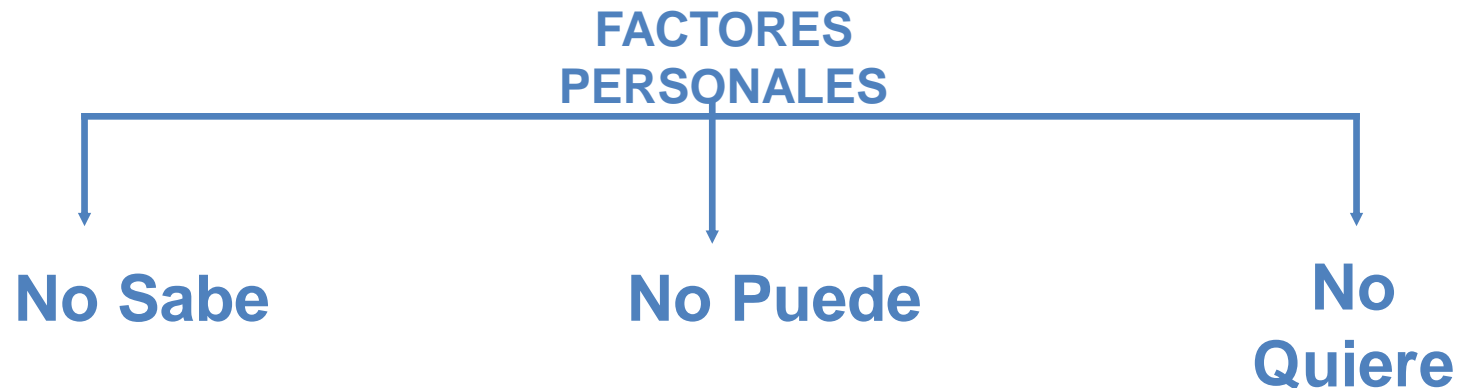 FACTORES
PERSONALES
No Sabe
No Puede
No
Quiere